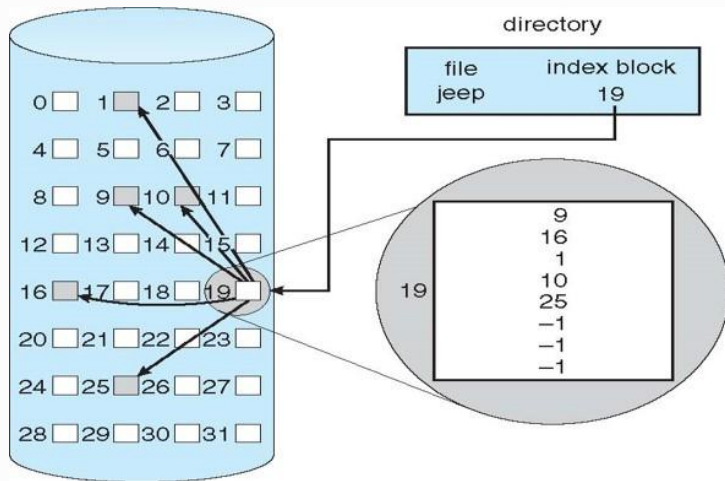 directory
file index block
jeep 19
0 1 2 3
4 5 6 7
8 9 10 11
12 13 14 15
16 17 18 19
20 21 22 23
24 25 26 27
28 29 30 31
19
9
16
1
10
25
–1
–1
–1